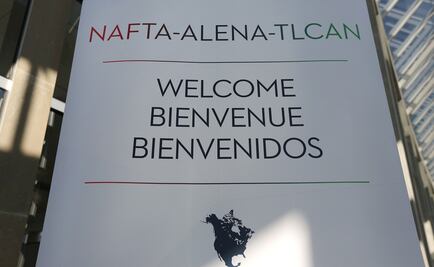 NAFTA-ALENA-TLCAN
WELCOME
BIENVENUE
BIENVENIDOS